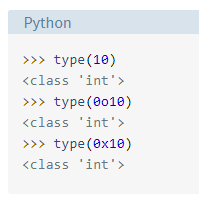 Python
>>> type(10)
<class 'int'>
>>> type(0o10)
<class 'int'>
>>> type(0x10)
<class 'int'>